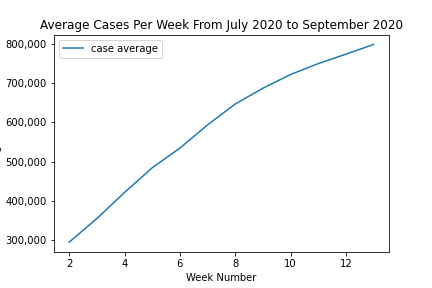 Average Cases Per Week From July 2020 to September 2020
case average
800,000
700,000
600,000
500,000
400,000
300,000
2 4 6 8 10 12
Week Number